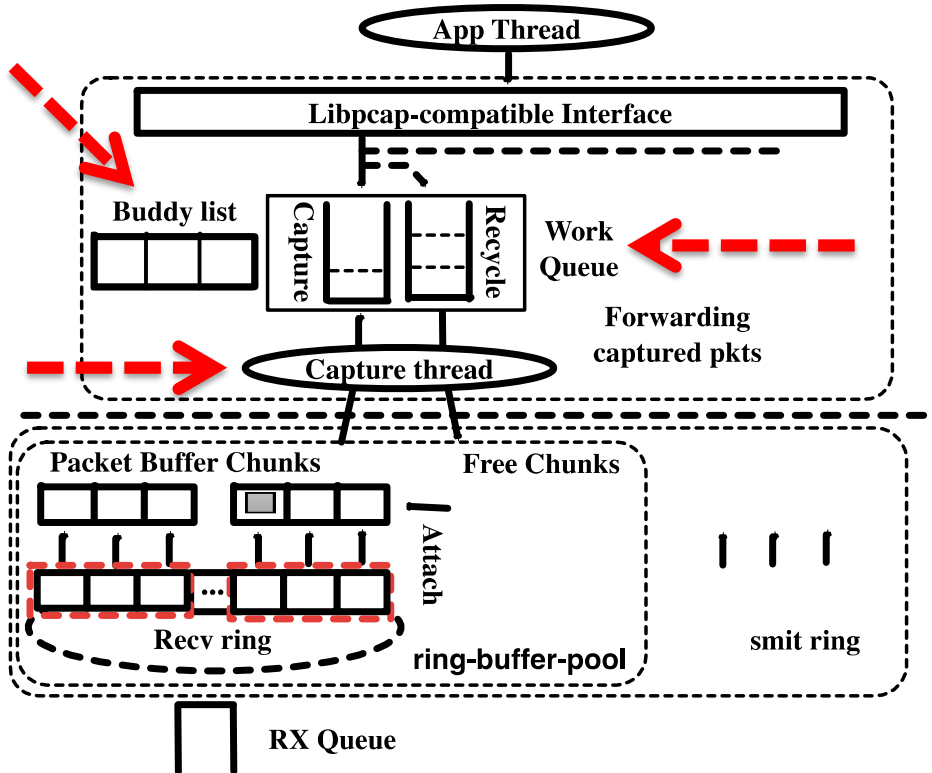 App Thread
Libpcap-compatible Interface
Buddy list
Capture
Recycle
Work
Queue
Forwarding
captured pkts
Capture thread
Packet Buffer Chunks
Free Chunks
Attach
...
Recv ring
ring-buffer-pool
smit ring
RX Queue